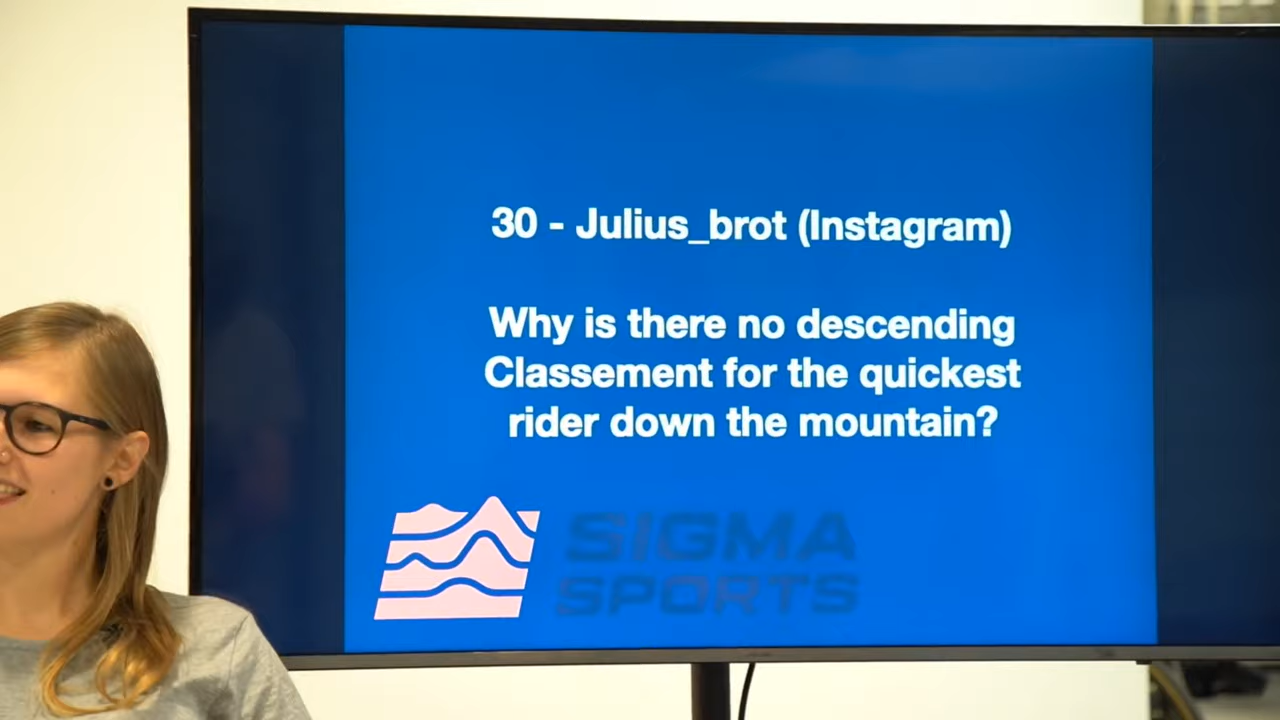 30 - Julius_brot (Instagram)
Why is there no descending
Classement for the quickest
rider down the mountain?
SIGMA
SPORTS